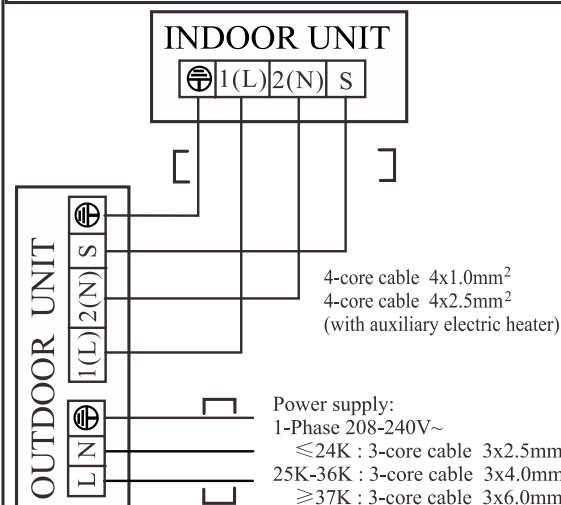 INDOOR UNIT
1(L) 2(N) S
OUTDOOR UNIT
S
2(N)
1(L)
4-core cable 4x1.0mm²
4-core cable 4x2.5mm²
(with auxiliary electric heater)
N
L
Power supply:
1-Phase 208-240V~
≤24K : 3-core cable 3x2.5mm
25K-36K : 3-core cable 3x4.0mm
≥37K : 3-core cable 3x6.0mm